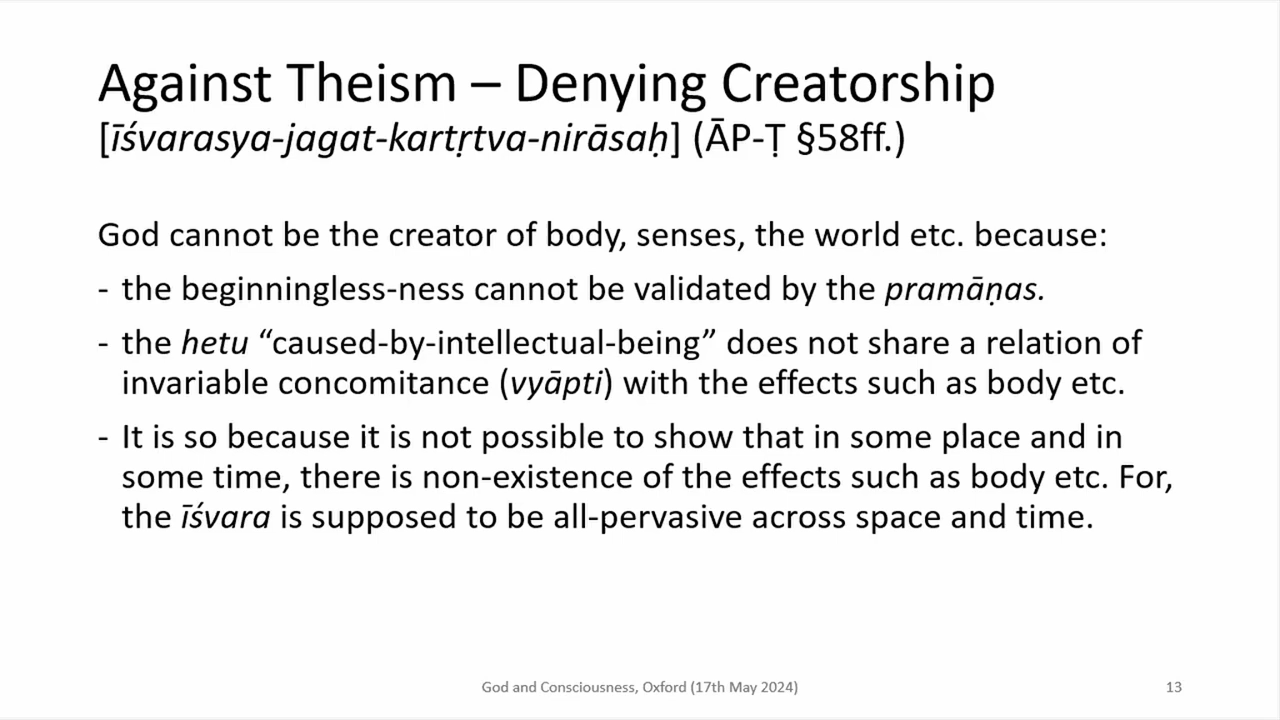 Against Theism – Denying Creatorship
[īśvarasya-jagat-kartṛtva-nirāsaḥ] (ĀP-Ṭ §58ff.)
God cannot be the creator of body, senses, the world etc. because:
- the beginningless-ness cannot be validated by the pramāṇas.
- the hetu “caused-by-intellectual-being” does not share a relation of
invariable concomitance (vyāpti) with the effects such as body etc.
- It is so because it is not possible to show that in some place and in
some time, there is non-existence of the effects such as body etc. For,
the īśvara is supposed to be all-pervasive across space and time.
God and Consciousness, Oxford (17th May 2024)
13